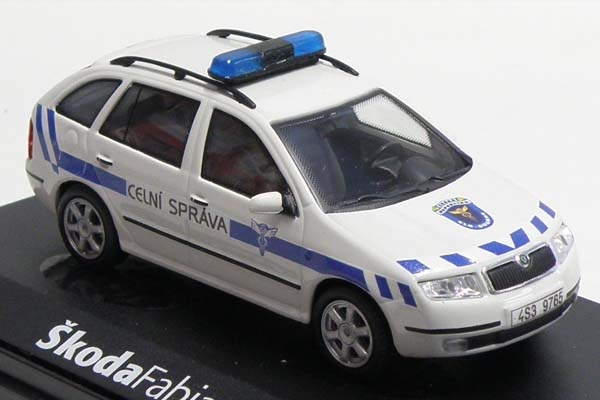 CELNÍ SPRÁVA
4S3 9765
ŠkodaFabia